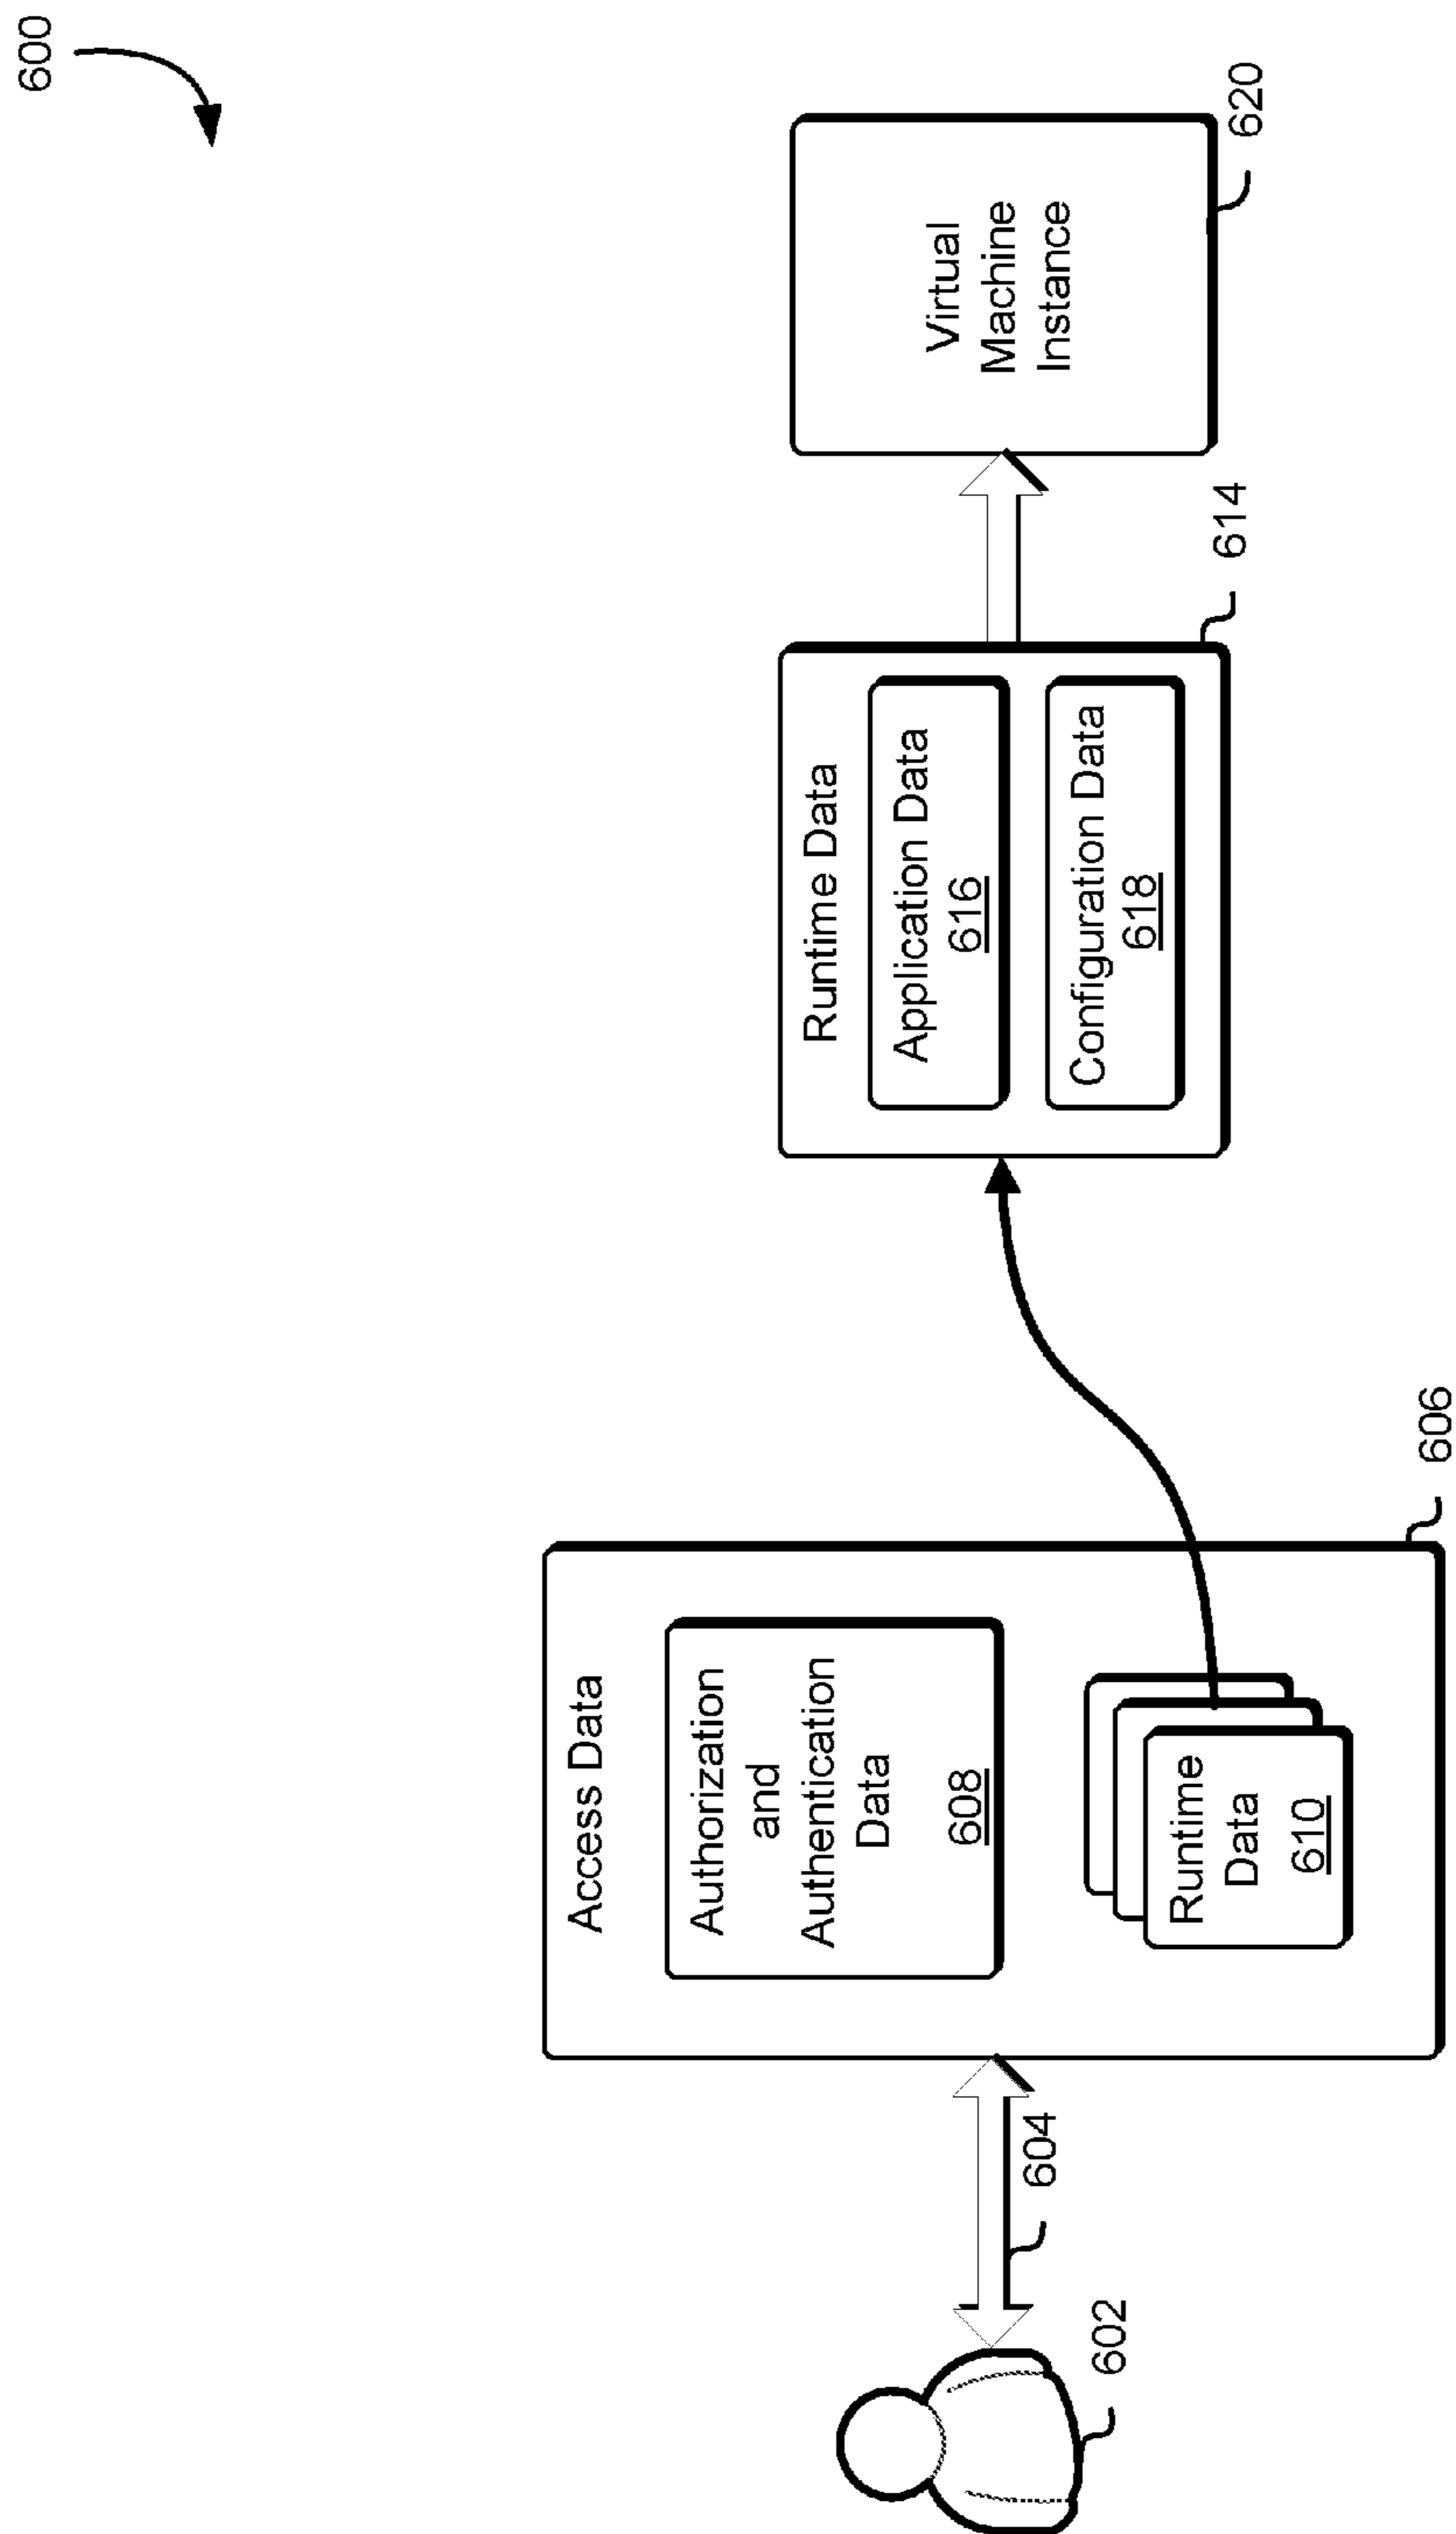 600
602
604
Access Data
Authorization
and
Authentication
Data
608
Runtime
Data
610
606
Runtime Data
Application Data
616
Configuration Data
618
614
Virtual
Machine
Instance
620